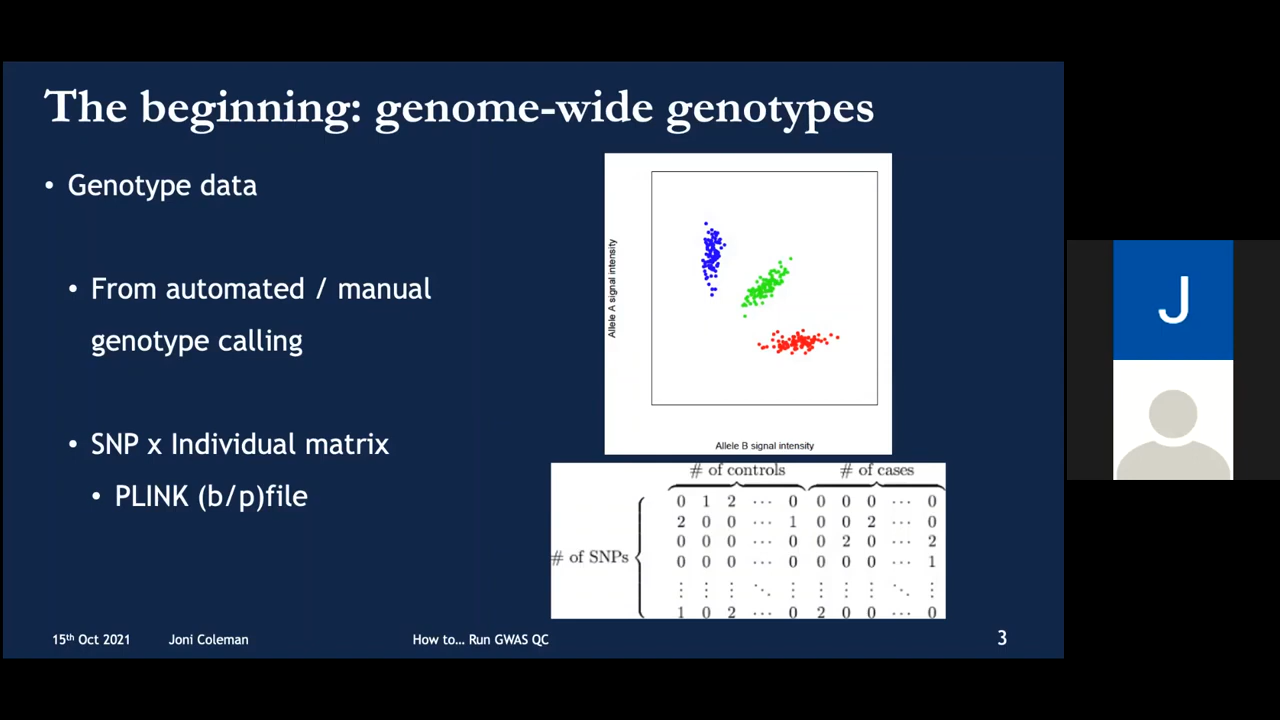 The beginning: genome-wide genotypes
• Genotype data
• From automated / manual
genotype calling
• SNP x Individual matrix
• PLINK (b/p)file
Allele A signal intensity
Allele B signal intensity
# of controls # of cases
0 1 2 ⋯ 0 0 0 0 ⋯ 0
2 0 0 ⋯ 1 0 0 2 ⋯ 0
0 0 0 ⋯ 0 0 2 0 ⋯ 2
# of SNPs
0 0 0 ⋯ 0 0 0 0 ⋯ 1
⋮ ⋮ ⋮ ⋱ ⋮ ⋮ ⋮ ⋮ ⋱ ⋮
1 0 2 ⋯ 0 2 0 0 ⋯ 0
15th Oct 2021 Joni Coleman How to... Run GWAS QC 3
J